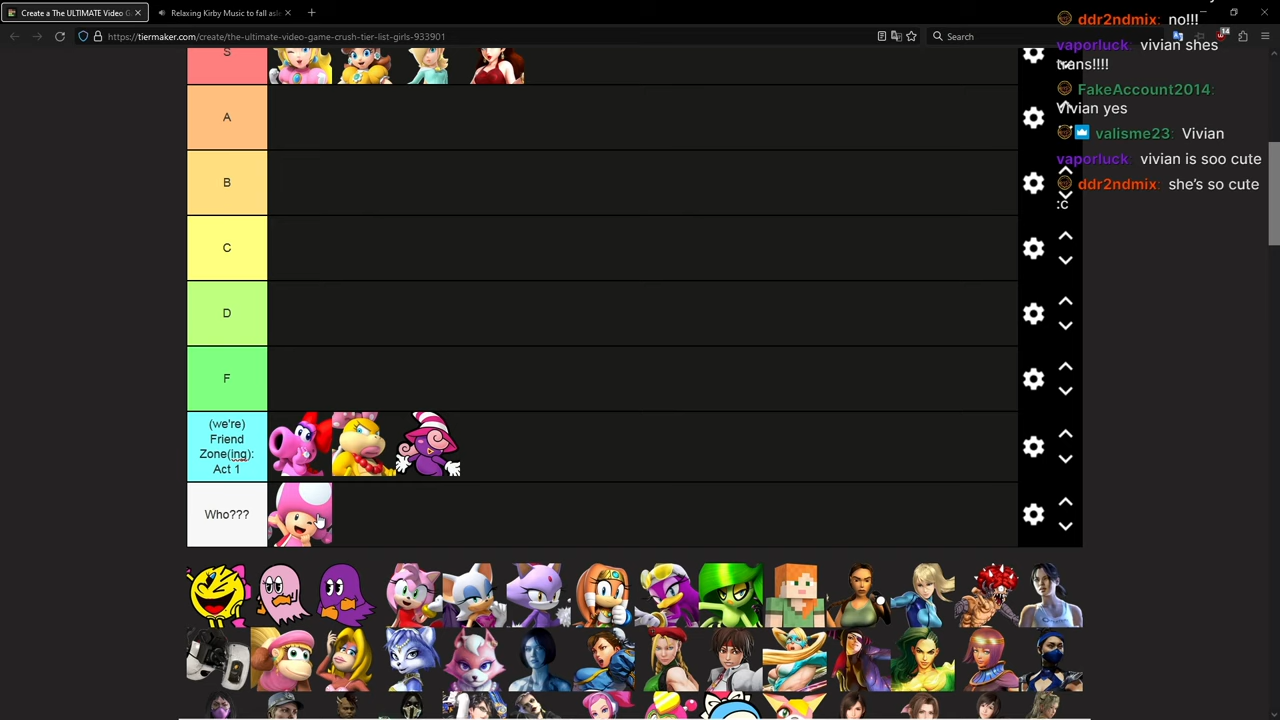 Create a The ULTIMATE Video G
Relaxing Kirby Music to fall asl
https://tiermaker.com/create/the-ultimate-video-game-crush-tier-list-girls-933901
Search
14
S
A
B
C
D
F
(we're)
Friend
Zone(ing):
Act 1
Who???
ddr2ndmix: no!!!
vaporluck: vivian shes
trans!!!!
FakeAccount2014:
Vivian yes
valisme23: Vivian
vaporluck: vivian is soo cute
ddr2ndmix: she's so cute
:c